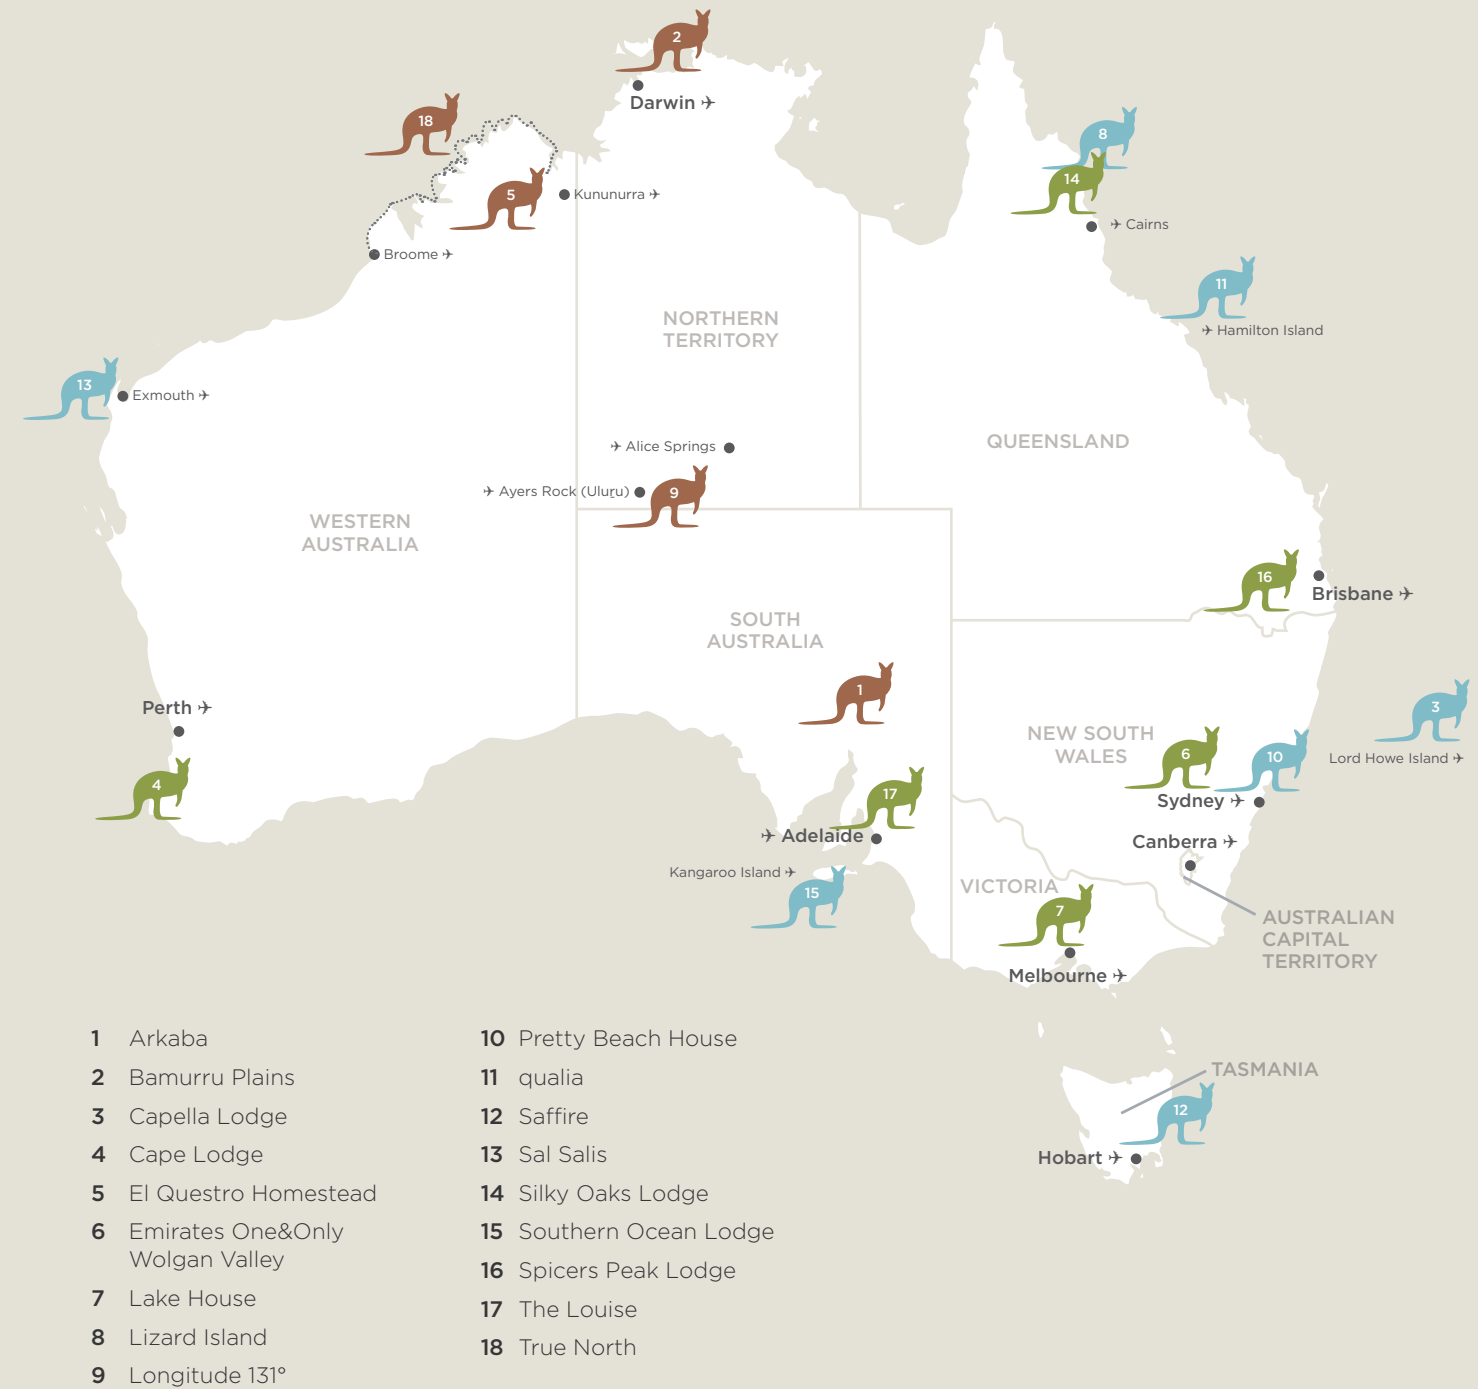 2
Darwin ✈
18
8
5
14
Kununurra ✈
✈ Cairns
Broome ✈
11
NORTHERN
TERRITORY
✈ Hamilton Island
13
Exmouth ✈
✈ Alice Springs
QUEENSLAND
✈ Ayers Rock (Uluṟu)
9
WESTERN
AUSTRALIA
16
Brisbane ✈
SOUTH
AUSTRALIA
1
Perth ✈
3
NEW SOUTH
WALES
6
10
Lord Howe Island ✈
4
17
Sydney ✈
✈ Adelaide
Canberra ✈
Kangaroo Island ✈
15
VICTORIA
7
AUSTRALIAN
CAPITAL
TERRITORY
Melbourne ✈
TASMANIA
12
Hobart ✈
1 Arkaba
2 Bamurru Plains
3 Capella Lodge
4 Cape Lodge
5 El Questro Homestead
6 Emirates One&Only
Wolgan Valley
7 Lake House
8 Lizard Island
9 Longitude 131°
10 Pretty Beach House
11 qualia
12 Saffire
13 Sal Salis
14 Silky Oaks Lodge
15 Southern Ocean Lodge
16 Spicers Peak Lodge
17 The Louise
18 True North